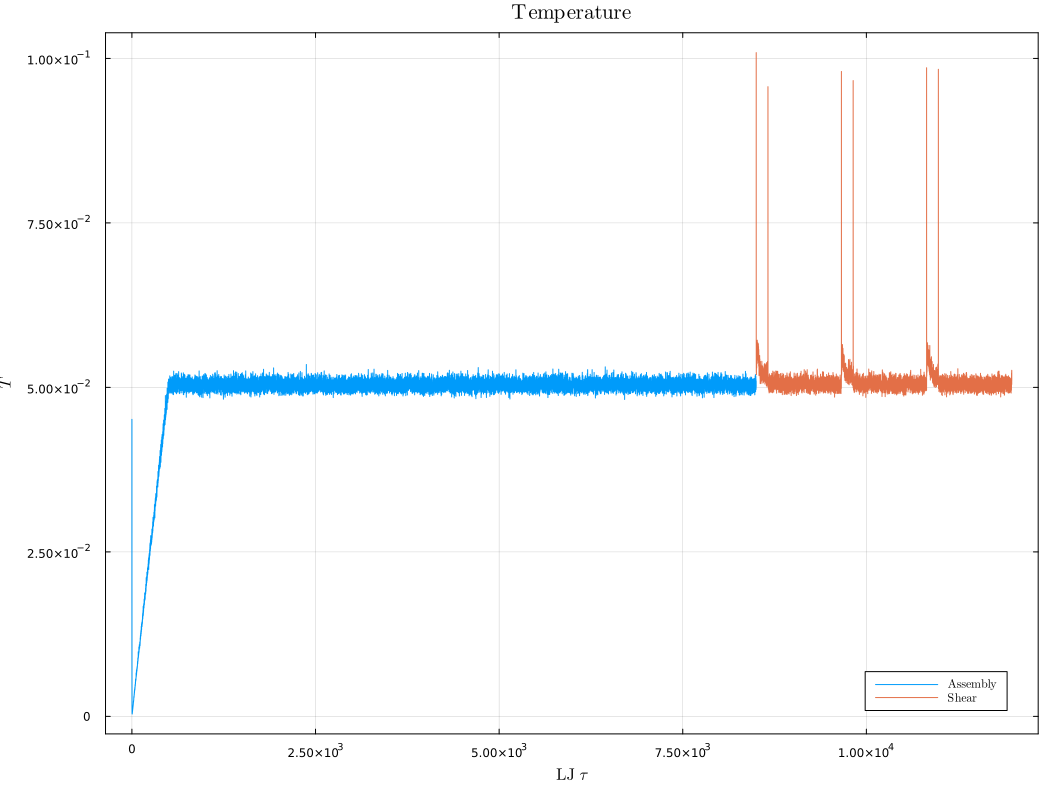 Temperature
1.00×10⁻¹
7.50×10⁻²
5.00×10⁻²
2.50×10⁻²
0
T
0
2.50×10³
5.00×10³
7.50×10³
1.00×10⁴
LJ τ
Assembly
Shear